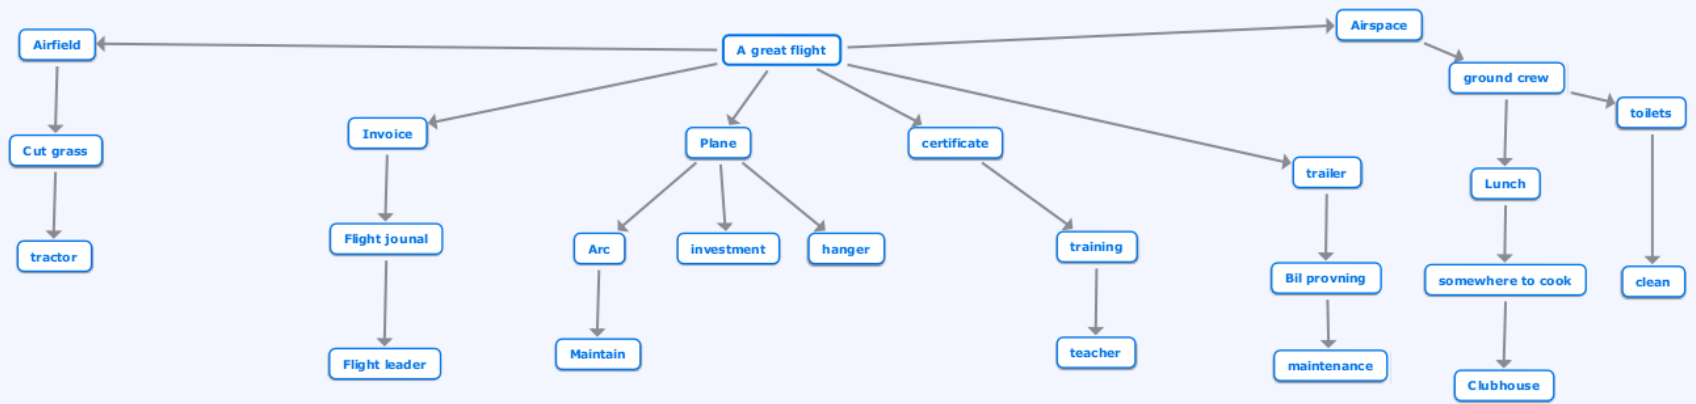 A great flight
Airfield
Cut grass
tractor
Invoice
Flight jounal
Flight leader
Plane
Arc
Maintain
investment
hanger
certificate
training
teacher
trailer
Bil provning
maintenance
Airspace
ground crew
Lunch
somewhere to cook
Clubhouse
toilets
clean